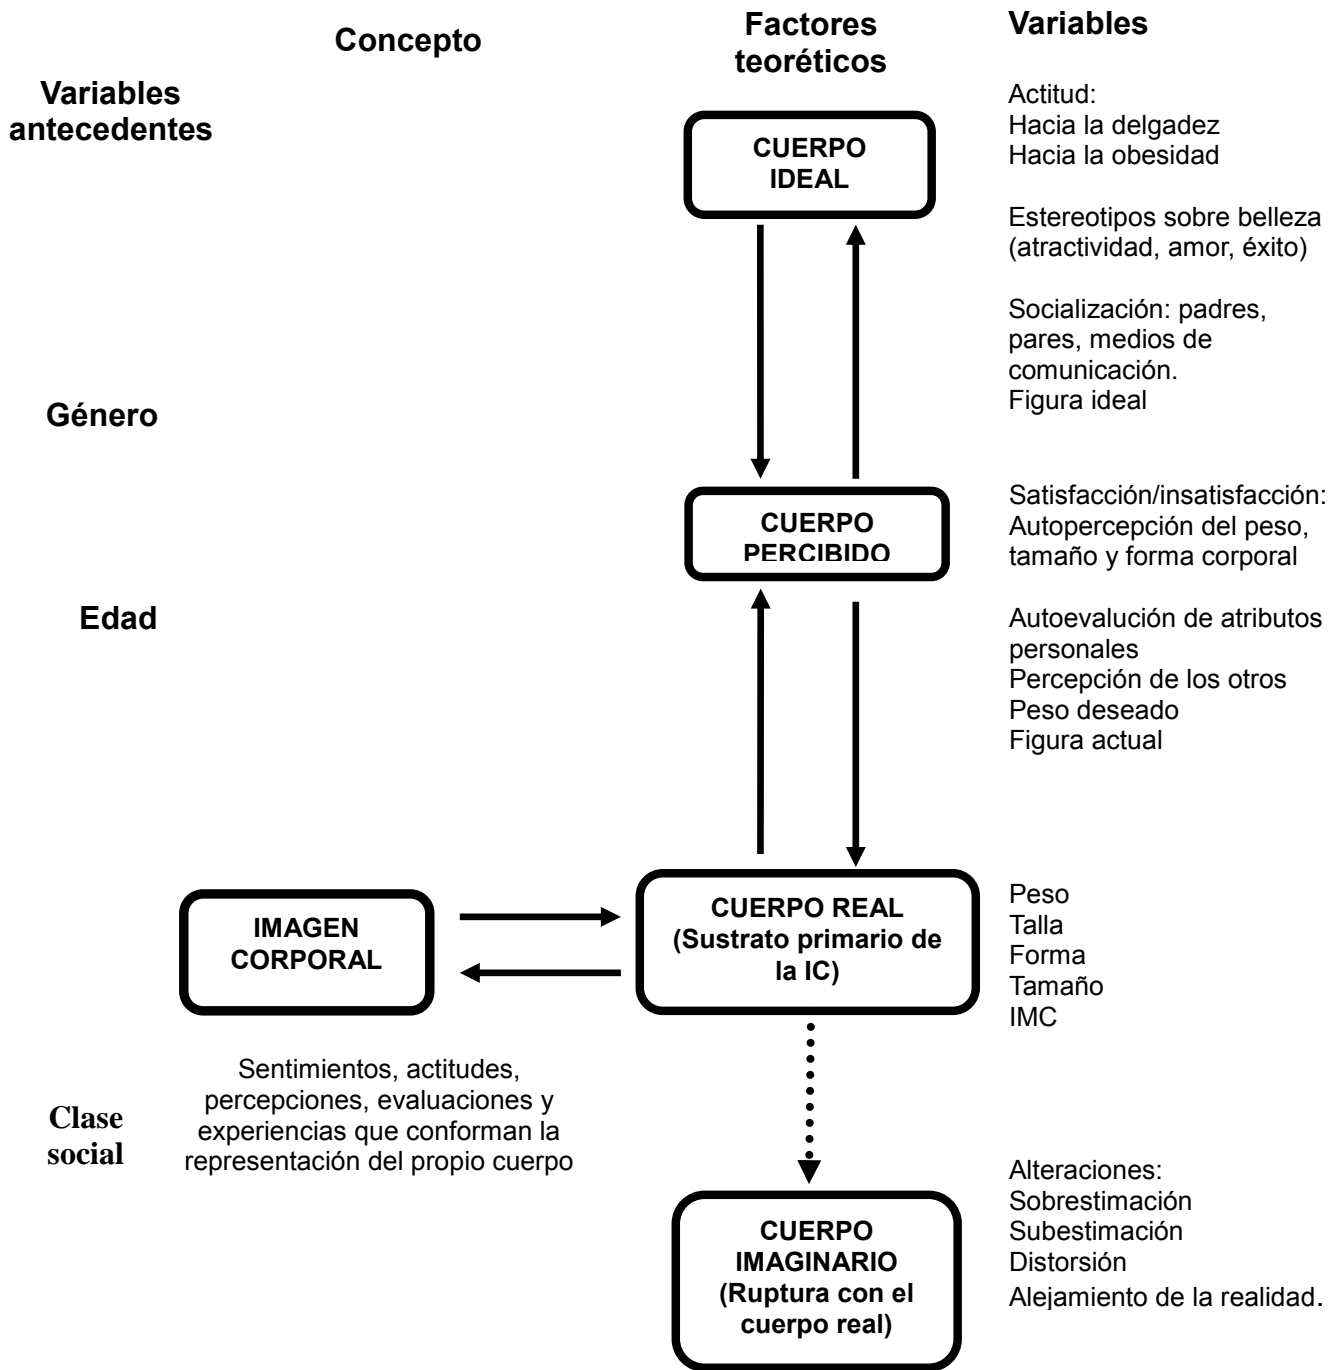 Concepto
Factores
teoréticos
Variables
Variables
antecedentes
CUERPO
IDEAL
Actitud:
Hacia la delgadez
Hacia la obesidad
Estereotipos sobre belleza
(atractividad, amor, éxito)
Socialización: padres,
pares, medios de
comunicación.
Figura ideal
Género
CUERPO
PERCIBIDO
Satisfacción/insatisfacción:
Autopercepción del peso,
tamaño y forma corporal
Edad
Autoevalución de atributos
personales
Percepción de los otros
Peso deseado
Figura actual
IMAGEN
CORPORAL
CUERPO REAL
(Sustrato primario de
la IC)
Peso
Talla
Forma
Tamaño
IMC
Clase
social
Sentimientos, actitudes,
percepciones, evaluaciones y
experiencias que conforman la
representación del propio cuerpo
CUERPO
IMAGINARIO
(Ruptura con el
cuerpo real)
Alteraciones:
Sobrestimación
Subestimación
Distorsión
Alejamiento de la realidad.